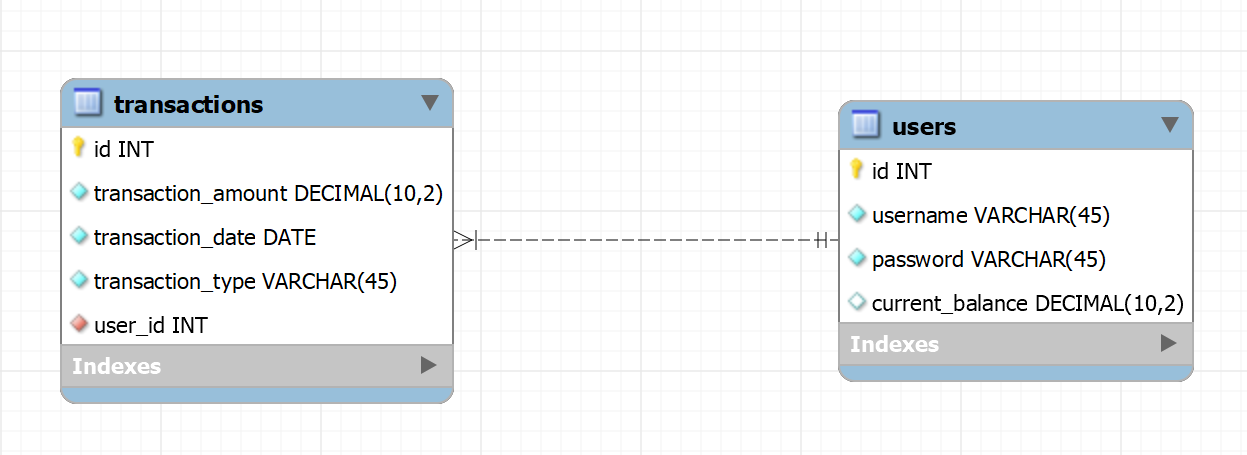 transactions
id INT
transaction_amount DECIMAL(10,2)
transaction_date DATE
transaction_type VARCHAR(45)
user_id INT
Indexes
users
id INT
username VARCHAR(45)
password VARCHAR(45)
current_balance DECIMAL(10,2)
Indexes